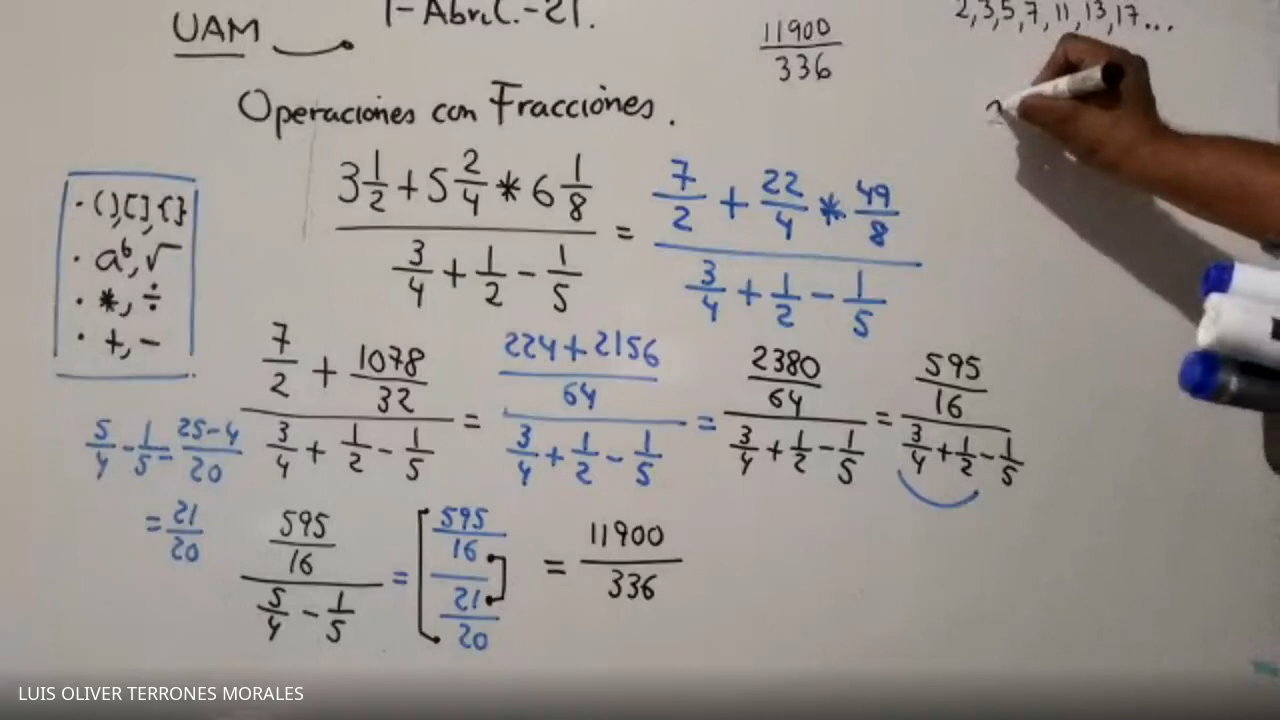 1-Abril.-21.
UAM
11900/336
2,3,5,7,11,13,17...
Operaciones con Fracciones.
· (),[],{}
· a^b,√
· *,÷
· +,-
(3 1/2 + 5 2/4 * 6 1/8)/(3/4 + 1/2 - 1/5) = (7/2 + 22/4 * 49/8)/(3/4 + 1/2 - 1/5)
(7/2 + 1078/32)/(3/4 + 1/2 - 1/5) = ((224+2156)/64)/(3/4 + 1/2 - 1/5) = (2380/64)/(3/4 + 1/2 - 1/5) = (595/16)/(3/4 + 1/2 - 1/5)
5/4 - 1/5 = (25-4)/20
= 21/20
(595/16)/(5/4 - 1/5) = (595/16)/(21/20) = 11900/336
LUIS OLIVER TERRONES MORALES